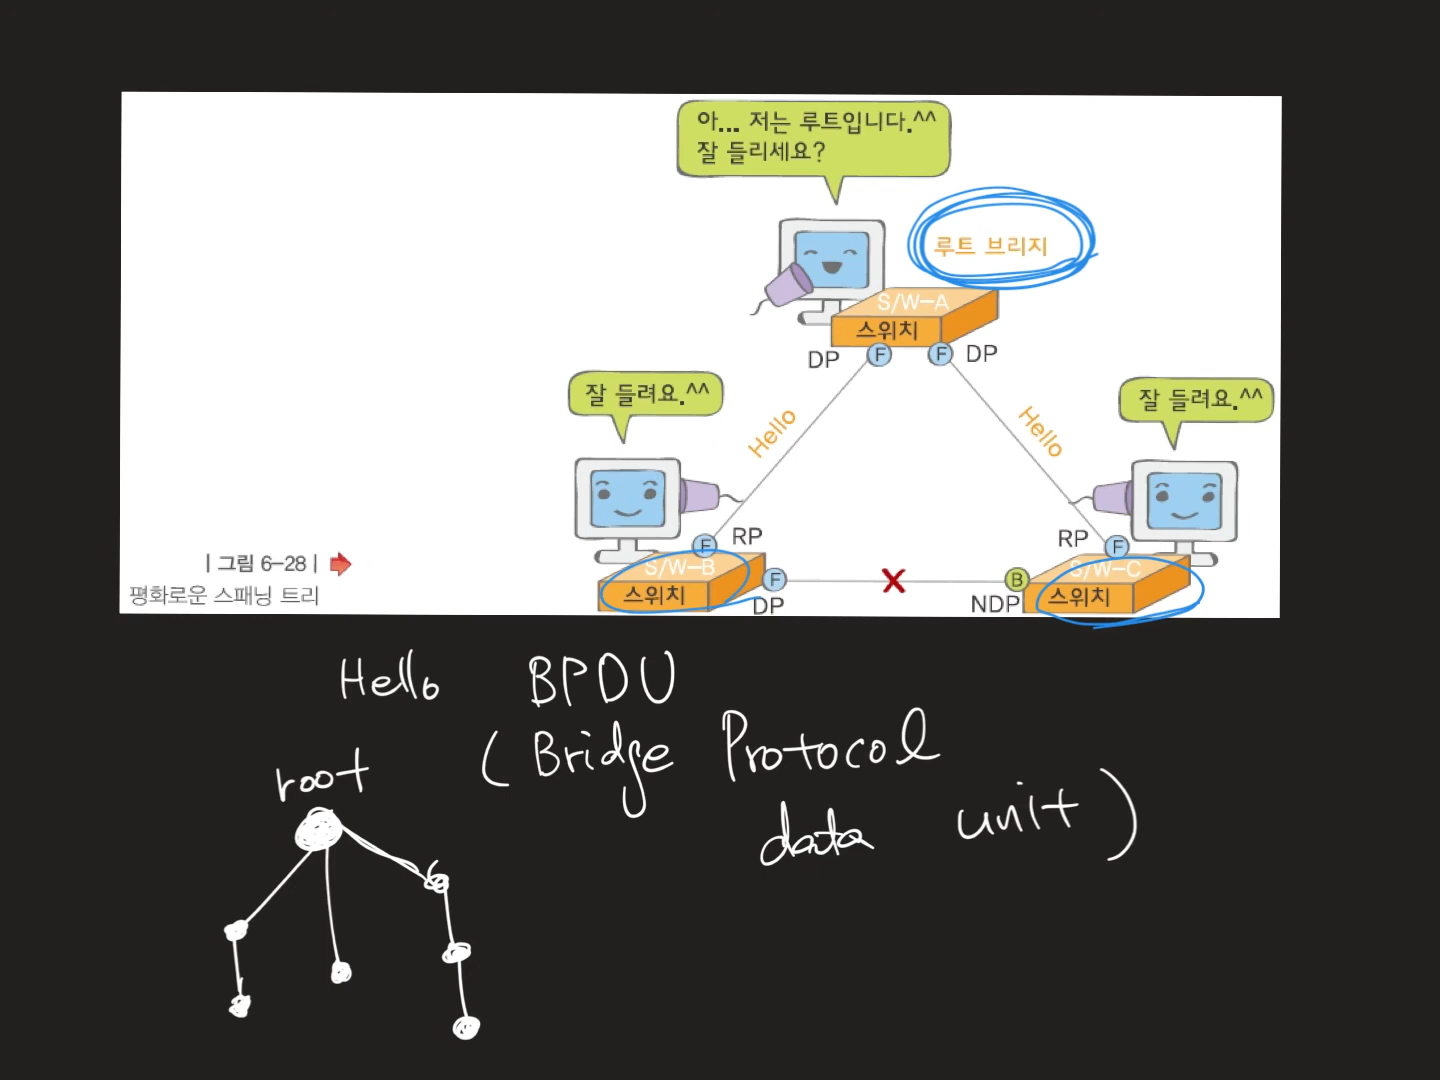 아... 저는 루트입니다.^^
잘 들리세요?
루트 브리지
S/W-A
스위치
DP F F DP
잘 들려요.^^
잘 들려요.^^
Hello
Hello
RP
F
RP
F
| 그림 6-28 |
평화로운 스패닝 트리
S/W-B
스위치
F
DP
X
B
NDP
S/W-C
스위치
Hello BPDU
(Bridge Protocol
data unit)
root